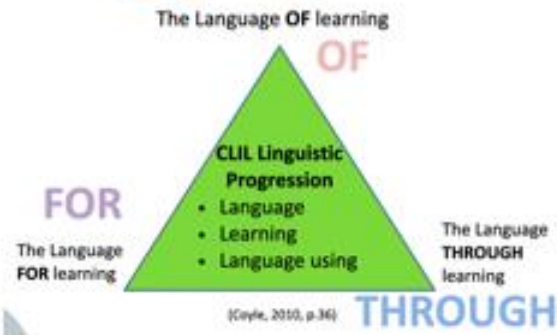 The Language OF learning
OF
CLIL Linguistic
Progression
• Language
• Learning
• Language using
FOR
The Language
FOR learning
The Language
THROUGH
learning
(Coyle, 2010, p.36)
THROUGH